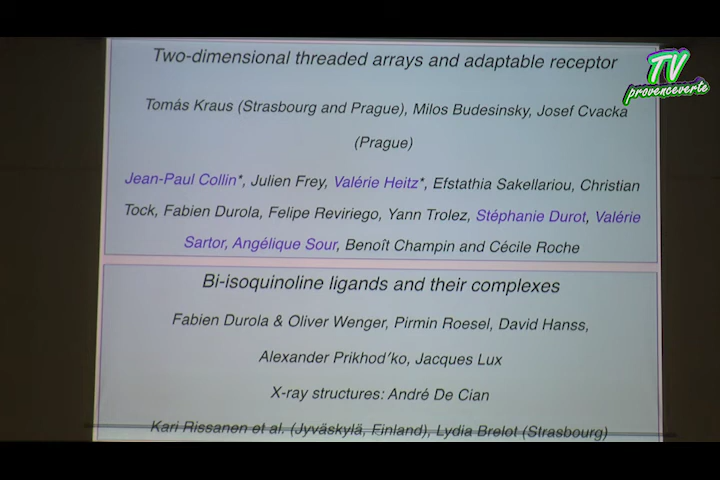 Two-dimensional threaded arrays and adaptable receptor
TV
provenceverte
Tomás Kraus (Strasbourg and Prague), Milos Budesinsky, Josef Cvacka
(Prague)
Jean-Paul Collin*, Julien Frey, Valérie Heitz*, Efstathia Sakellariou, Christian
Tock, Fabien Durola, Felipe Reviriego, Yann Trolez, Stéphanie Durot, Valérie
Sartor, Angélique Sour, Benoît Champin and Cécile Roche
Bi-isoquinoline ligands and their complexes
Fabien Durola & Oliver Wenger, Pirmin Roesel, David Hanss,
Alexander Prikhod'ko, Jacques Lux
X-ray structures: André De Cian
Kari Rissanen et al. (Jyväskylä, Finland), Lydia Brelot (Strasbourg)